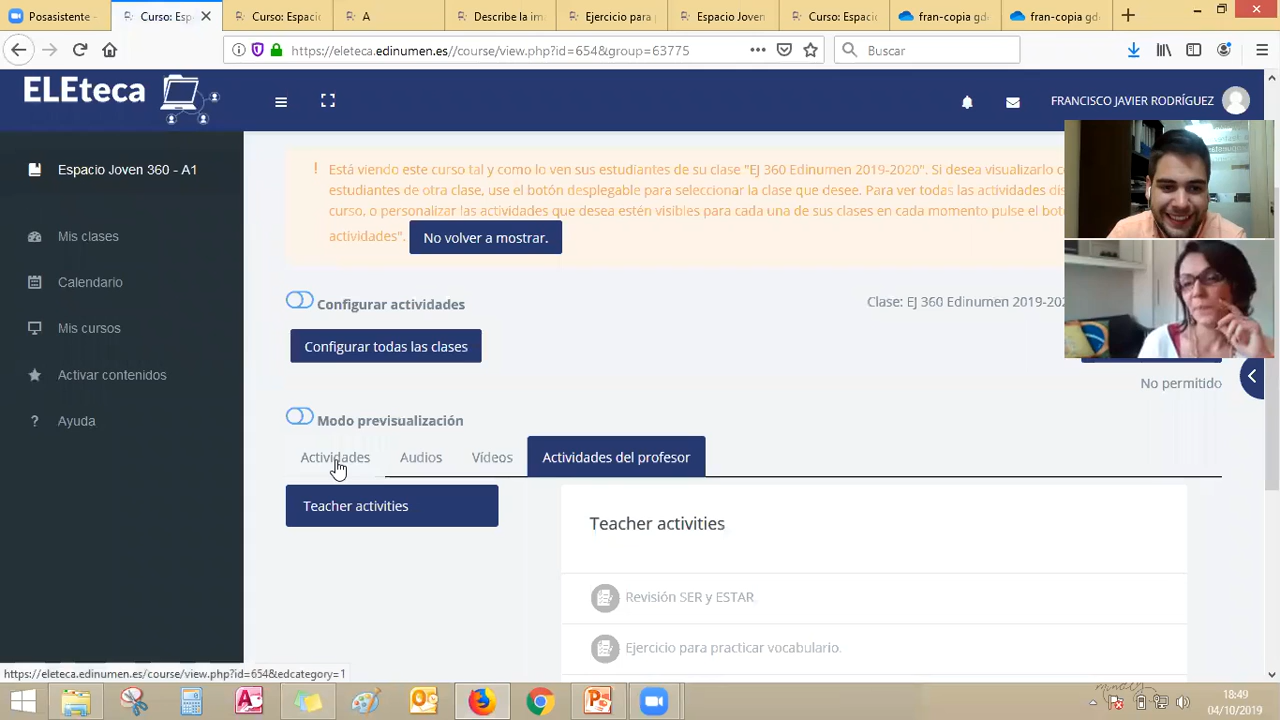 Posasistente
Curso: Esp
Curso: Espacio
A
Describe la im
Ejercicio para
Espacio Joven
Curso: Espacio
fran-copia gd
fran-copia gd
https://eleteca.edinumen.es//course/view.php?id=654&group=63775
Buscar
ELEteca
FRANCISCO JAVIER RODRÍGUEZ
Espacio Joven 360 - A1
Mis clases
Calendario
Mis cursos
Activar contenidos
Ayuda
! Está viendo este curso tal y como lo ven sus estudiantes de su clase "EJ 360 Edinumen 2019-2020". Si desea visualizarlo
estudiantes de otra clase, use el botón desplegable para seleccionar la clase que desee. Para ver todas las actividades
curso, o personalizar las actividades que desea estén visibles para cada una de sus clases en cada momento pulse el
actividades". No volver a mostrar.
Configurar actividades
Clase: EJ 360 Edinumen 2019-202
Configurar todas las clases
No permitido
Modo previsualización
Actividades
Audios
Vídeos
Actividades del profesor
Teacher activities
Teacher activities
Revisión SER y ESTAR
Ejercicio para practicar vocabulario.
https://eleteca.edinumen.es/course/view.php?id=654&edcategory=1
18:49
04/10/2019